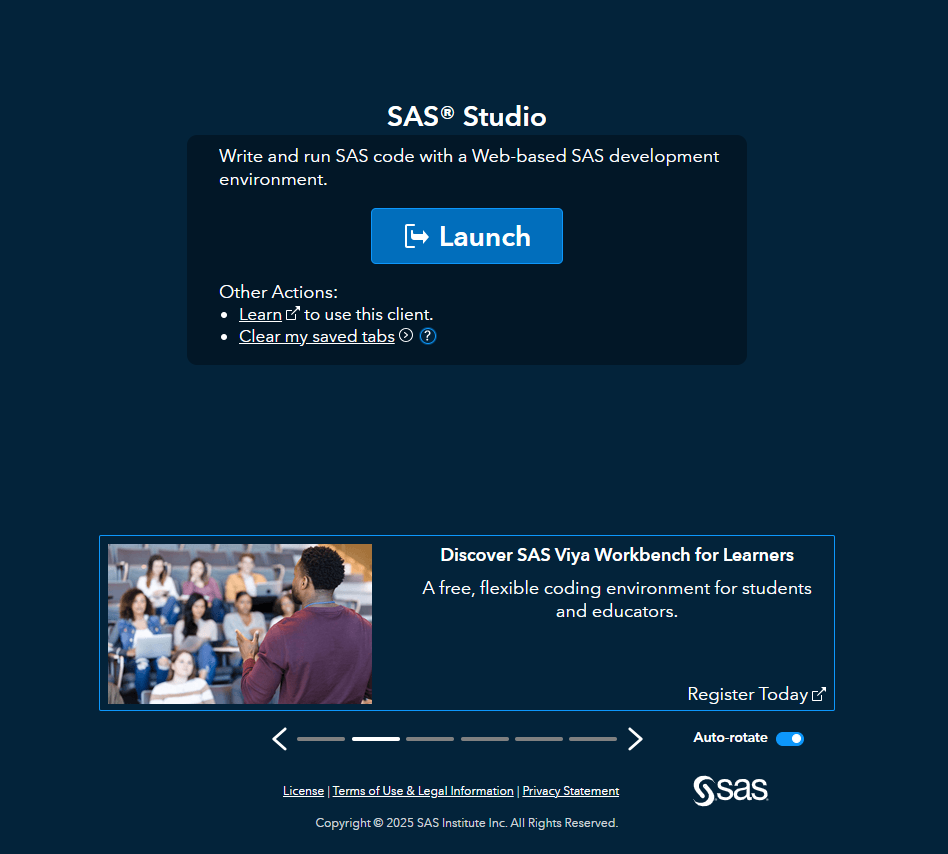 SAS® Studio
Write and run SAS code with a Web-based SAS development
environment.
Launch
Other Actions:
• Learn to use this client.
• Clear my saved tabs ?
Discover SAS Viya Workbench for Learners
A free, flexible coding environment for students
and educators.
Register Today
Auto-rotate
License | Terms of Use & Legal Information | Privacy Statement
sas
Copyright © 2025 SAS Institute Inc. All Rights Reserved.